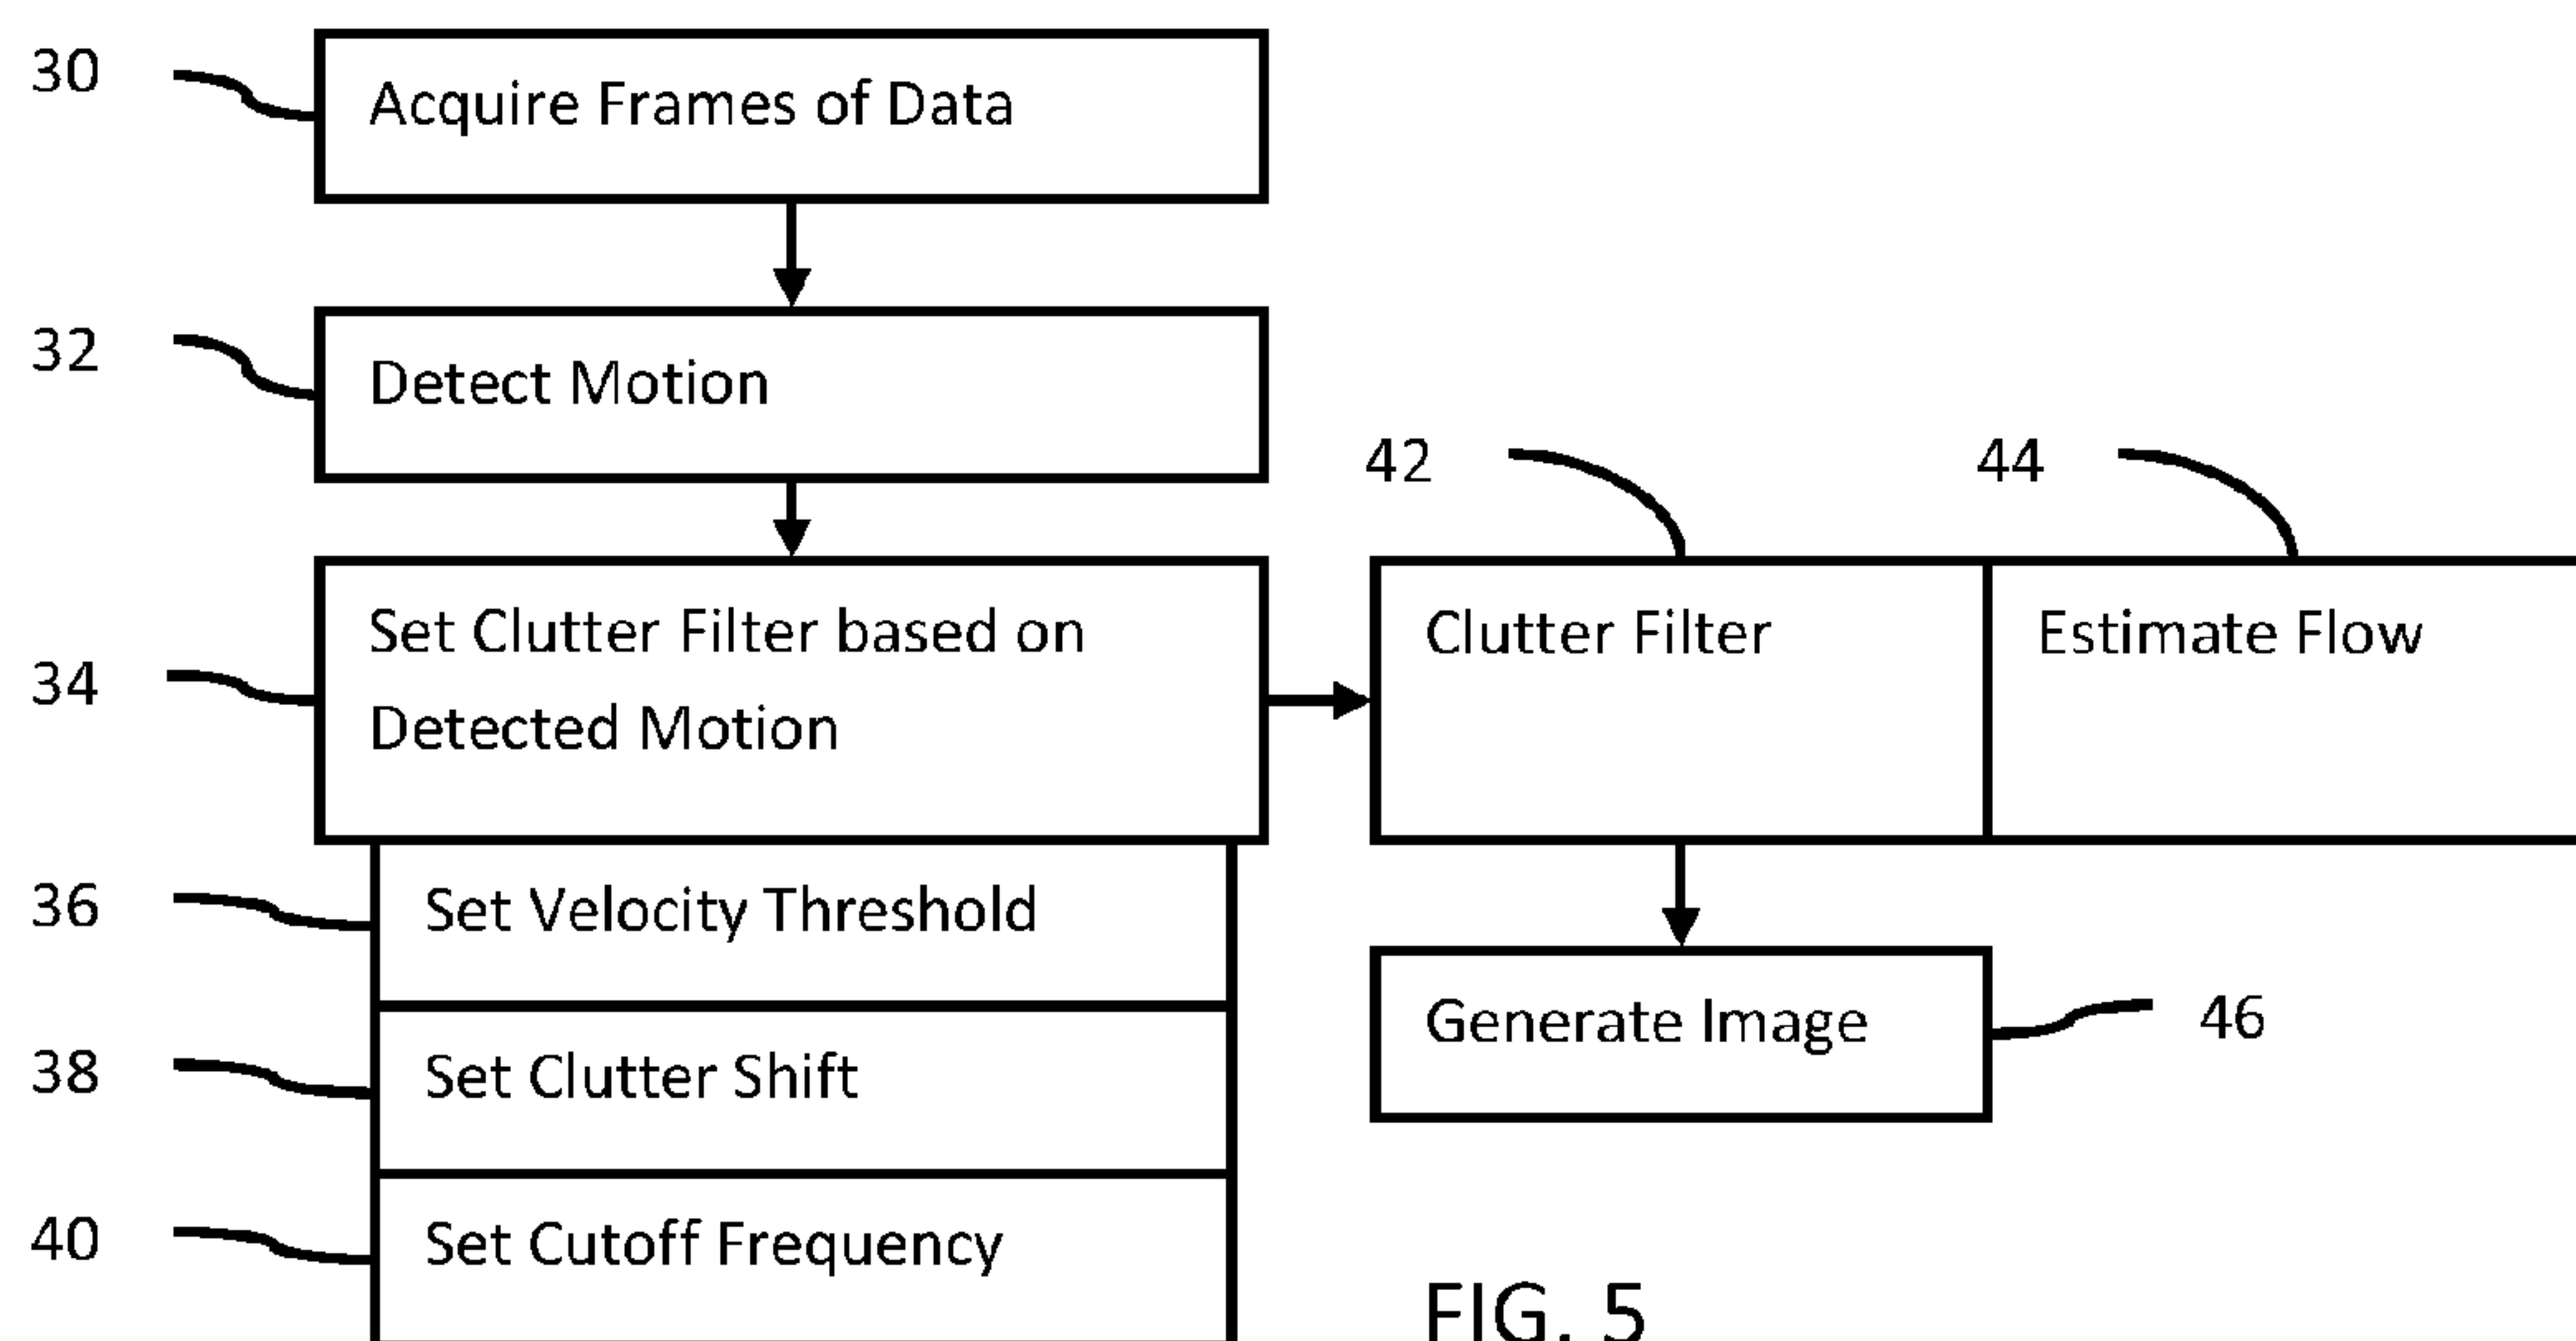 30
Acquire Frames of Data
32
Detect Motion
42
44
34
Set Clutter Filter based on
Detected Motion
Clutter Filter
Estimate Flow
36
Set Velocity Threshold
38
Set Clutter Shift
Generate Image
46
40
Set Cutoff Frequency
FIG. 5